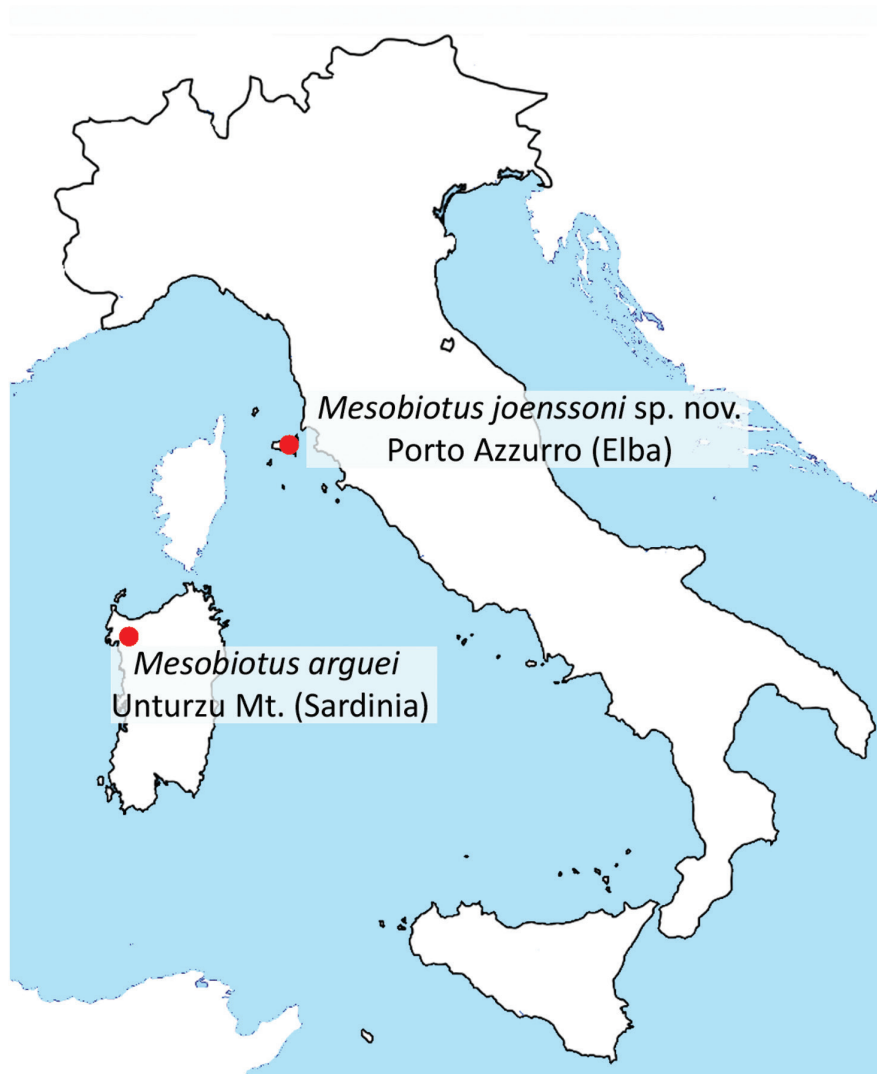 Mesobiotus joenssoni sp. nov.
Porto Azzurro (Elba)
Mesobiotus arguei
Unturzu Mt. (Sardinia)